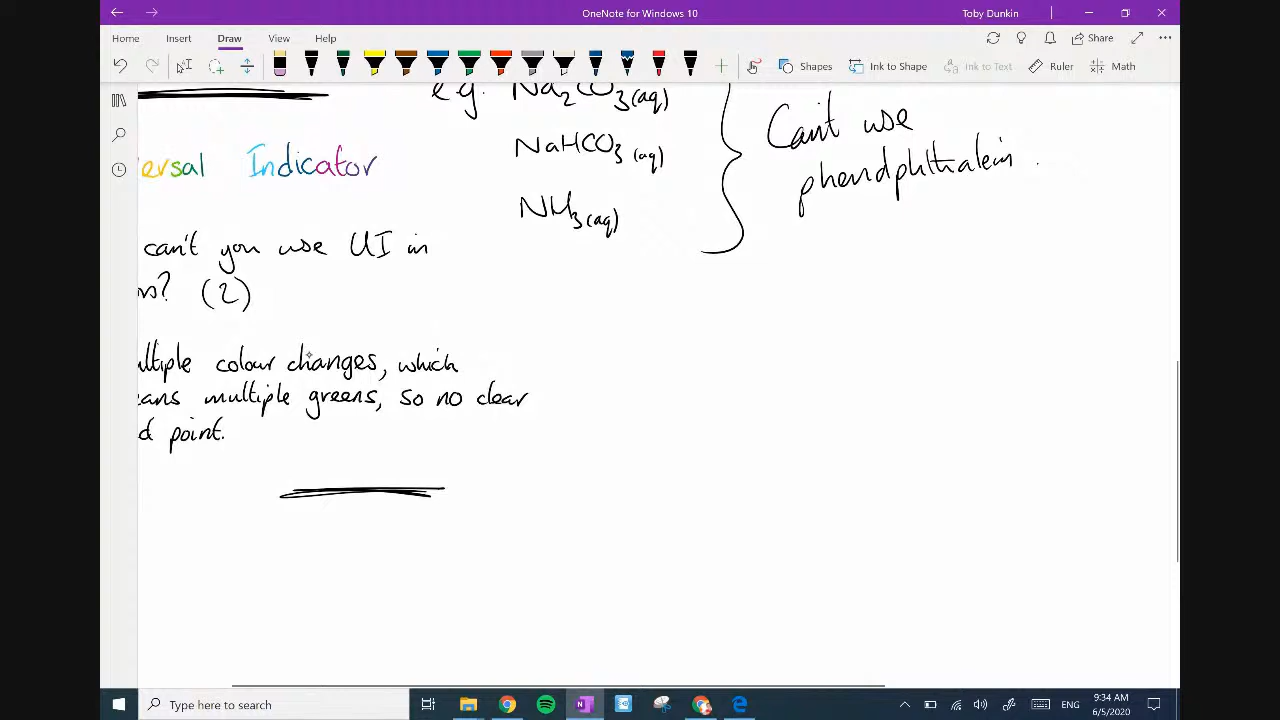 OneNote for Windows 10
Toby Dunkin
Home Insert Draw View Help
Share
Shapes
Ink to Shape
Ink to Text
Ruler
Math
e.g. Na2CO3(aq)
NaHCO3(aq)
NH3(aq)
Can't use
phenolphthalein.
ersal Indicator
can't you use UI in
ns? (2)
ultiple colour changes, which
eans multiple greens, so no clear
d point.
Type here to search
ENG
9:34 AM
6/5/2020